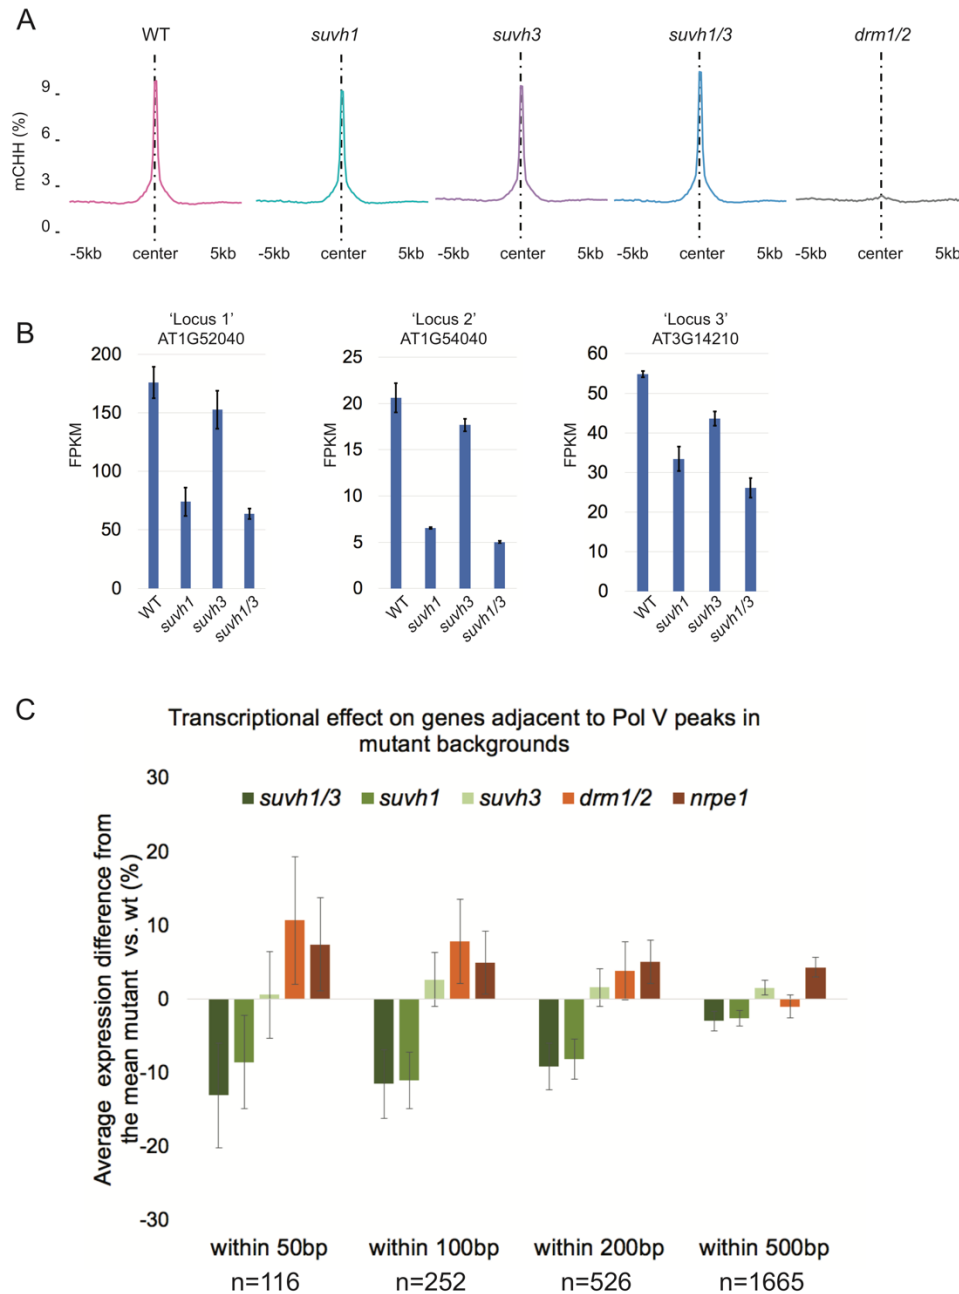 A
WT suvh1 suvh3 suvh1/3 drm1/2
mCHH (%)
9
6
3
0
-5kb center 5kb -5kb center 5kb -5kb center 5kb -5kb center 5kb -5kb center 5kb
B
'Locus 1'
AT1G52040
FPKM
200
150
100
50
0
WT suvh1 suvh3 suvh1/3
'Locus 2'
AT1G54040
FPKM
25
20
15
10
5
0
WT suvh1 suvh3 suvh1/3
'Locus 3'
AT3G14210
FPKM
60
50
40
30
20
10
0
WT suvh1 suvh3 suvh1/3
C
Transcriptional effect on genes adjacent to Pol V peaks in
mutant backgrounds
suvh1/3 suvh1 suvh3 drm1/2 nrpe1
Average expression difference from
the mean mutant vs. wt (%)
30
20
10
0
-10
-20
-30
within 50bp within 100bp within 200bp within 500bp
n=116 n=252 n=526 n=1665